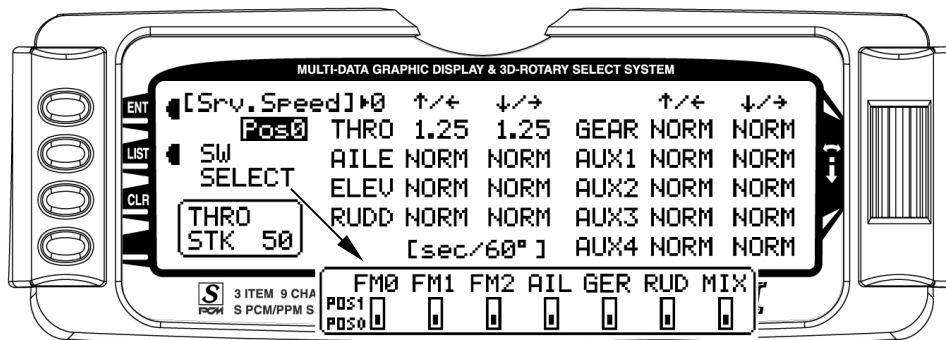 MULTI-DATA GRAPHIC DISPLAY & 3D-ROTARY SELECT SYSTEM
ENT
LIST
CLR
[Srv.Speed]▸0 ↑/← ↓/→ ↑/← ↓/→
Pos0 THRO 1.25 1.25 GEAR NORM NORM
SW AILE NORM NORM AUX1 NORM NORM
SELECT ELEV NORM NORM AUX2 NORM NORM
THRO RUDD NORM NORM AUX3 NORM NORM
STK 50 [sec/60°] AUX4 NORM NORM
FM0 FM1 FM2 AIL GER RUD MIX
POS1
POS0
S 3 ITEM 9 CHA
PCM S PCM/PPM S